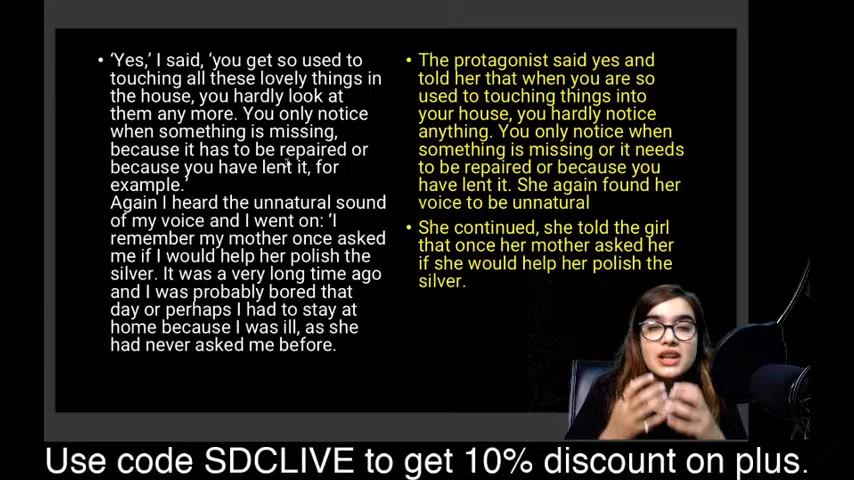 • ‘Yes,’ I said, ‘you get so used to
touching all these lovely things in
the house, you hardly look at
them any more. You only notice
when something is missing,
because it has to be repaired or
because you have lent it, for
example.’
Again I heard the unnatural sound
of my voice and I went on: ‘I
remember my mother once asked
me if I would help her polish the
silver. It was a very long time ago
and I was probably bored that
day or perhaps I had to stay at
home because I was ill, as she
had never asked me before.
• The protagonist said yes and
told her that when you are so
used to touching things into
your house, you hardly notice
anything. You only notice when
something is missing or it needs
to be repaired or because you
have lent it. She again found her
voice to be unnatural
• She continued, she told the girl
that once her mother asked her
if she would help her polish the
silver.
Use code SDCLIVE to get 10% discount on plus.